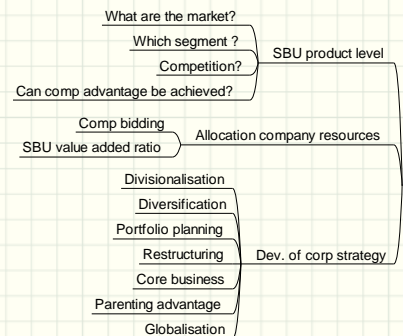 What are the market?
Which segment ?
Competition?
Can comp advantage be achieved?
SBU product level
Comp bidding
SBU value added ratio
Allocation company resources
Divisionalisation
Diversification
Portfolio planning
Restructuring
Core business
Parenting advantage
Globalisation
Dev. of corp strategy